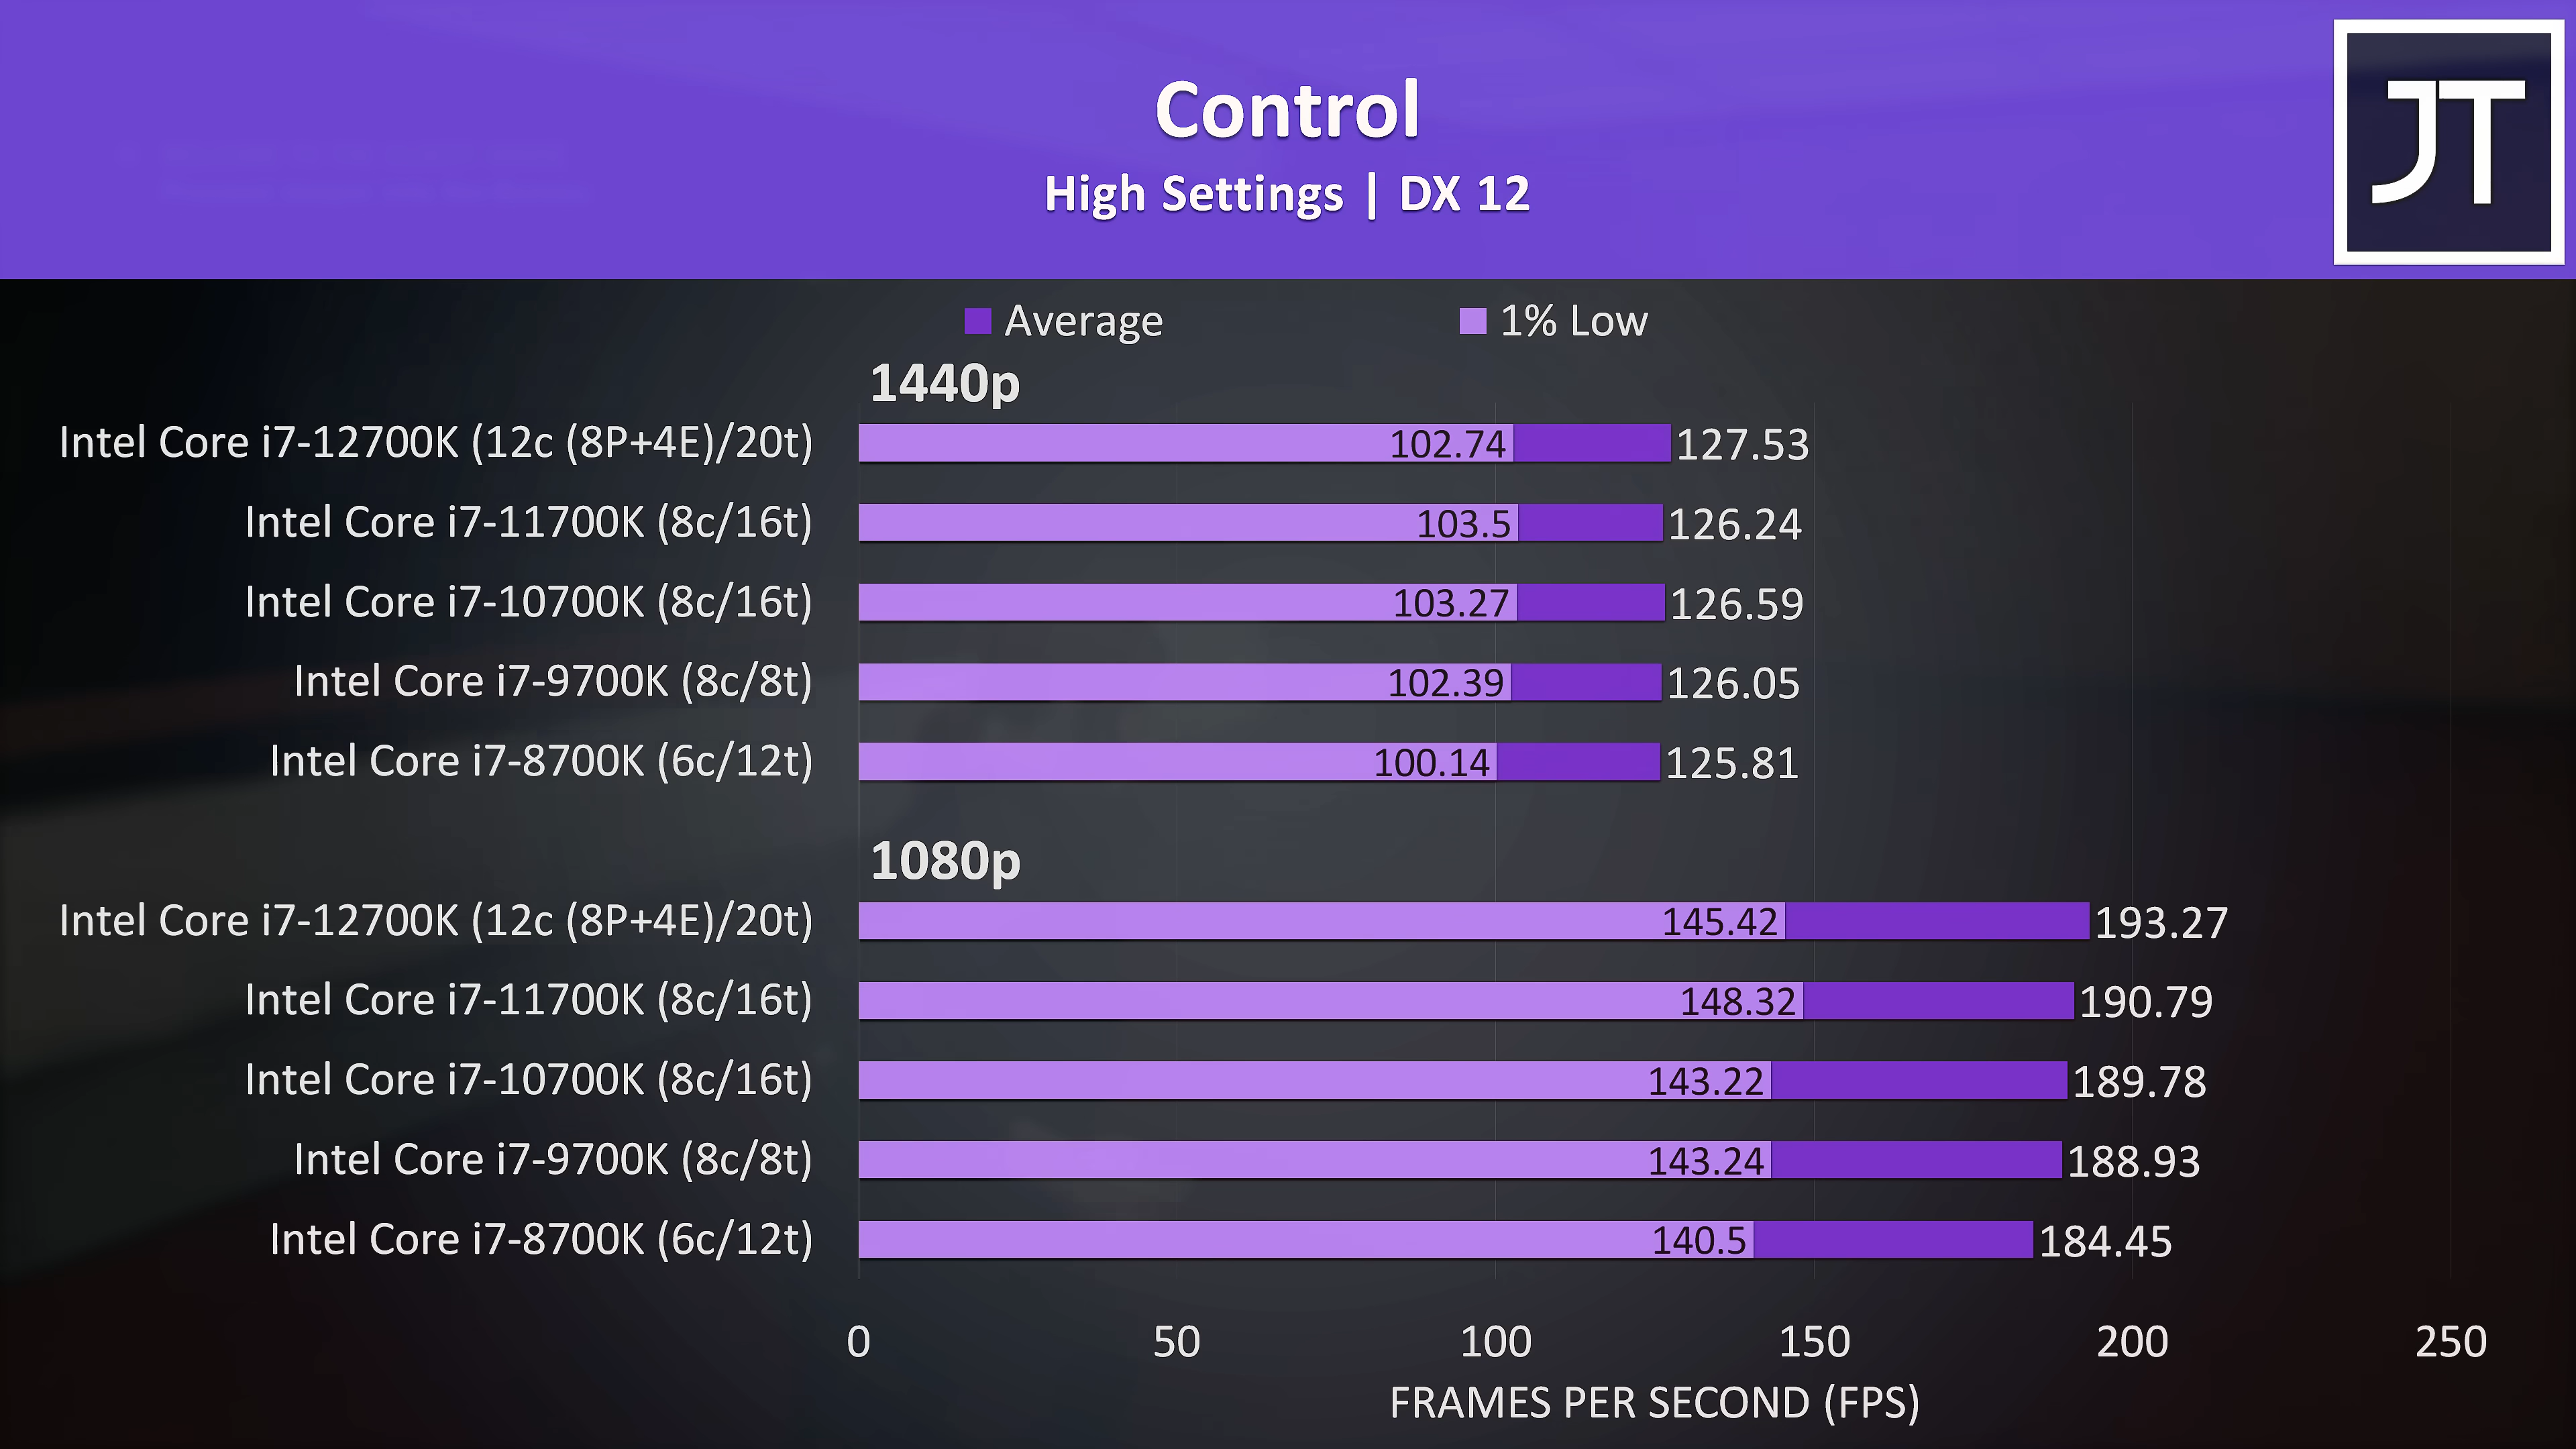 Control
High Settings | DX 12
JT
Average
1% Low
1440p
Intel Core i7-12700K (12c (8P+4E)/20t) 102.74 127.53
Intel Core i7-11700K (8c/16t) 103.5 126.24
Intel Core i7-10700K (8c/16t) 103.27 126.59
Intel Core i7-9700K (8c/8t) 102.39 126.05
Intel Core i7-8700K (6c/12t) 100.14 125.81
1080p
Intel Core i7-12700K (12c (8P+4E)/20t) 145.42 193.27
Intel Core i7-11700K (8c/16t) 148.32 190.79
Intel Core i7-10700K (8c/16t) 143.22 189.78
Intel Core i7-9700K (8c/8t) 143.24 188.93
Intel Core i7-8700K (6c/12t) 140.5 184.45
0 50 100 150 200 250
FRAMES PER SECOND (FPS)